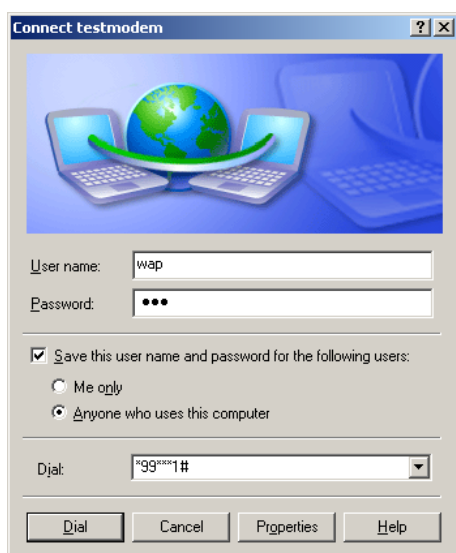 Connect testmodem
User name: wap
Password: •••
Save this user name and password for the following users:
Me only
Anyone who uses this computer
Dial: *99***1#
Dial Cancel Properties Help